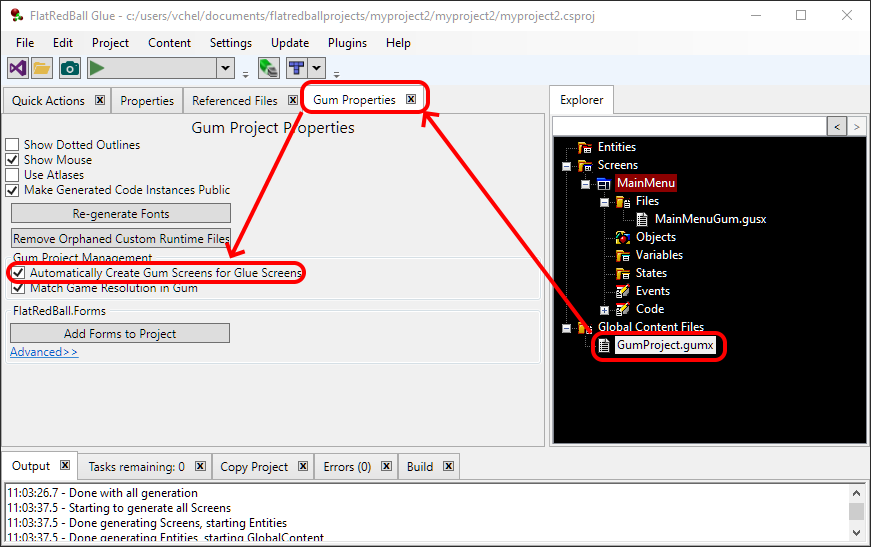 FlatRedBall Glue - c:/users/vchel/documents/flatredballprojects/myproject2/myproject2/myproject2.csproj
File Edit Project Content Settings Update Plugins Help
Quick Actions Properties Referenced Files Gum Properties
Gum Project Properties
Show Dotted Outlines
Show Mouse
Use Atlases
Make Generated Code Instances Public
Re-generate Fonts
Remove Orphaned Custom Runtime Files
Gum Project Management
Automatically Create Gum Screens for Glue Screens
Match Game Resolution in Gum
FlatRedBall.Forms
Add Forms to Project
Advanced>>
Explorer
< >
Entities
Screens
MainMenu
Files
MainMenuGum.gusx
Objects
Variables
States
Events
Code
Global Content Files
GumProject.gumx
Output Tasks remaining: 0 Copy Project Errors (0) Build
11:03:26.7 - Done with all generation
11:03:37.5 - Starting to generate all Screens
11:03:37.5 - Done generating Screens, starting Entities
11:03:37.5 - Done generating Entities, starting GlobalContent